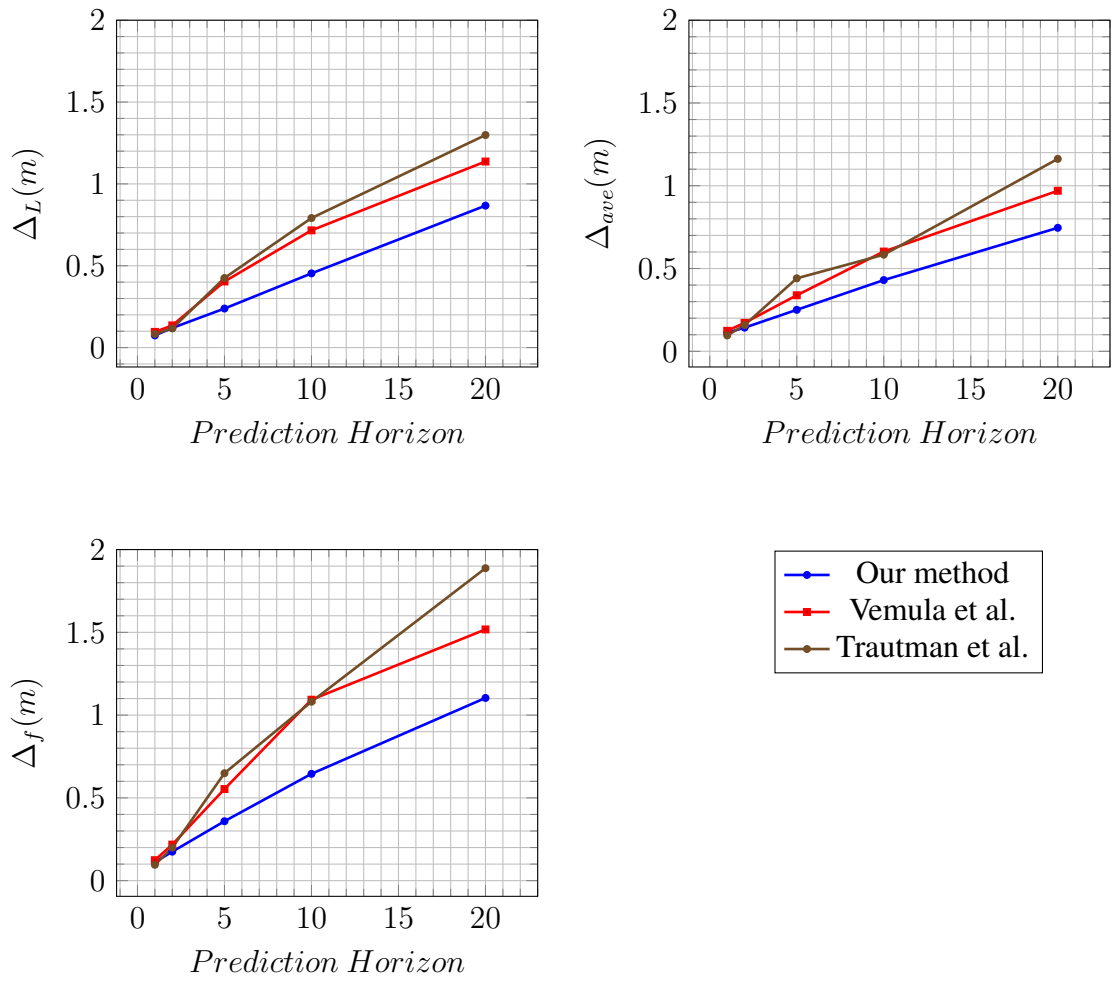 2
1.5
1
0.5
0
Δ_L(m)
0 5 10 15 20
Prediction Horizon
2
1.5
1
0.5
0
Δ_ave(m)
0 5 10 15 20
Prediction Horizon
2
1.5
1
0.5
0
Δ_f(m)
0 5 10 15 20
Prediction Horizon
Our method
Vemula et al.
Trautman et al.